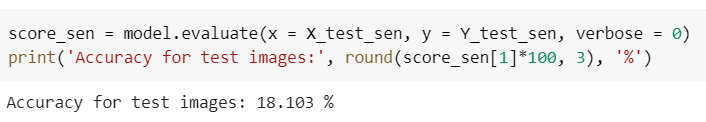 score_sen = model.evaluate(x = X_test_sen, y = Y_test_sen, verbose = 0)
print('Accuracy for test images:', round(score_sen[1]*100, 3), '%')
Accuracy for test images: 18.103 %